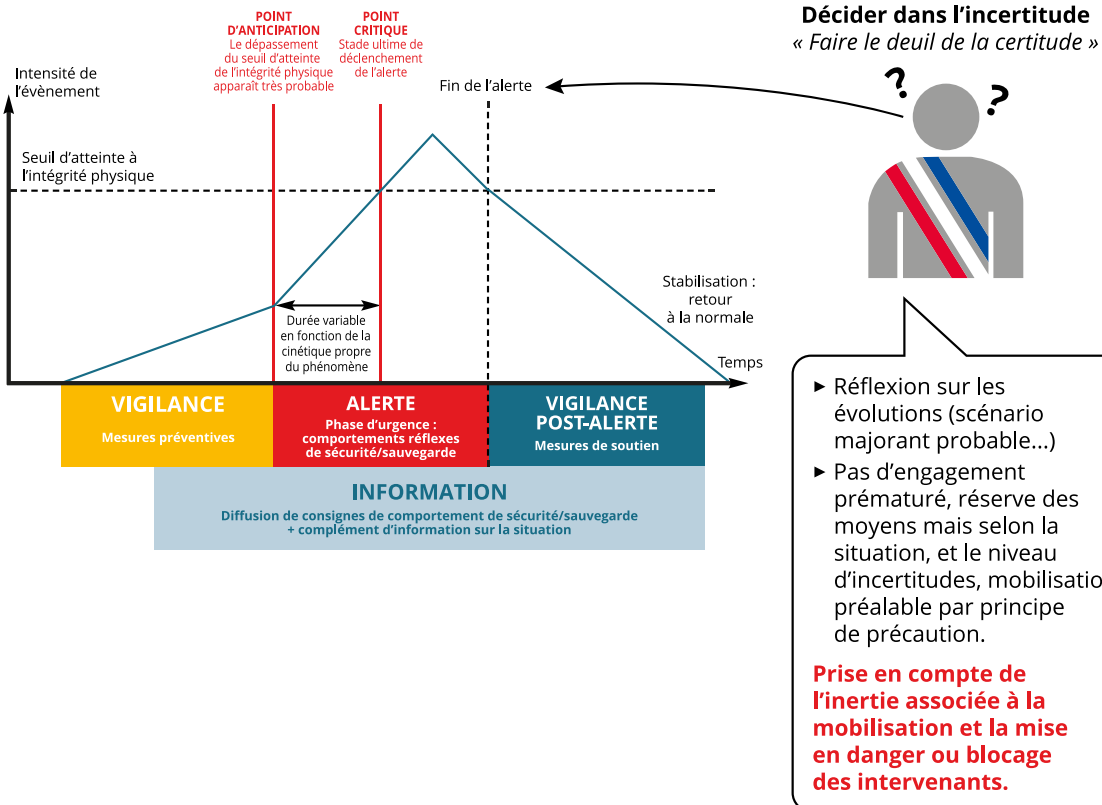 POINT
D'ANTICIPATION
Le dépassement
du seuil d'atteinte
de l'intégrité physique
apparaît très probable
POINT
CRITIQUE
Stade ultime de
déclenchement
de l'alerte
Décider dans l'incertitude
« Faire le deuil de la certitude »
Intensité de
l'évènement
Fin de l'alerte
? ?
Seuil d'atteinte à
l'intégrité physique
Stabilisation :
retour
à la normale
Durée variable
en fonction de la
cinétique propre
du phénomène
Temps
VIGILANCE
Mesures préventives
ALERTE
Phase d'urgence :
comportements réflexes
de sécurité/sauvegarde
VIGILANCE
POST-ALERTE
Mesures de soutien
INFORMATION
Diffusion de consignes de comportement de sécurité/sauvegarde
+ complément d'information sur la situation
► Réflexion sur les
évolutions (scénario
majorant probable...)
► Pas d'engagement
prématuré, réserve des
moyens mais selon la
situation, et le niveau
d'incertitudes, mobilisatio
préalable par principe
de précaution.
Prise en compte de
l'inertie associée à la
mobilisation et la mise
en danger ou blocage
des intervenants.